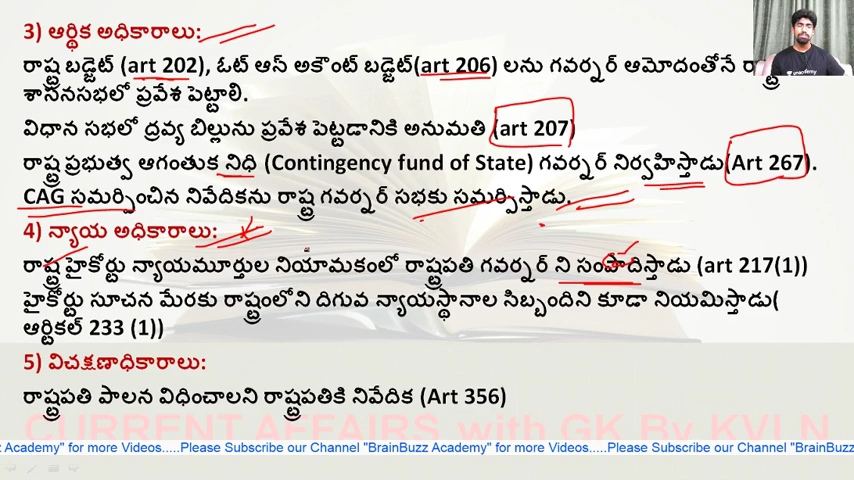 3) ఆర్థిక అధికారాలు:
రాష్ట్ర బడ్జెట్ (art 202), ఓట్ ఆన్ అకౌంట్ బడ్జెట్(art 206) లను గవర్నర్ ఆమోదంతోనే
శాసనసభలో ప్రవేశ పెట్టాలి.
విధాన సభలో ద్రవ్య బిల్లును ప్రవేశ పెట్టడానికి అనుమతి (art 207)
రాష్ట్ర ప్రభుత్వ ఆగంతుక నిధి (Contingency fund of State) గవర్నర్ నిర్వహిస్తాడు(Art 267).
CAG సమర్పించిన నివేదికను రాష్ట్ర గవర్నర్ సభకు సమర్పిస్తాడు.
4) న్యాయ అధికారాలు:
రాష్ట్ర హైకోర్టు న్యాయమూర్తుల నియామకంలో రాష్ట్రపతి గవర్నర్ ని సంప్రదిస్తాడు (art 217(1))
హైకోర్టు సూచన మేరకు రాష్ట్రంలోని దిగువ న్యాయస్థానాల సిబ్బందిని కూడా నియమిస్తాడు(
ఆర్టికల్ 233 (1))
5) విచక్షణాధికారాలు:
రాష్ట్రపతి పాలన విధించాలని రాష్ట్రపతికి నివేదిక (Art 356)
CURRENT AFFAIRS with GK By KVLN
Academy" for more Videos.....Please Subscribe our Channel "BrainBuzz Academy" for more Videos.....Please Subscribe our Channel "BrainBuzz
unacademy